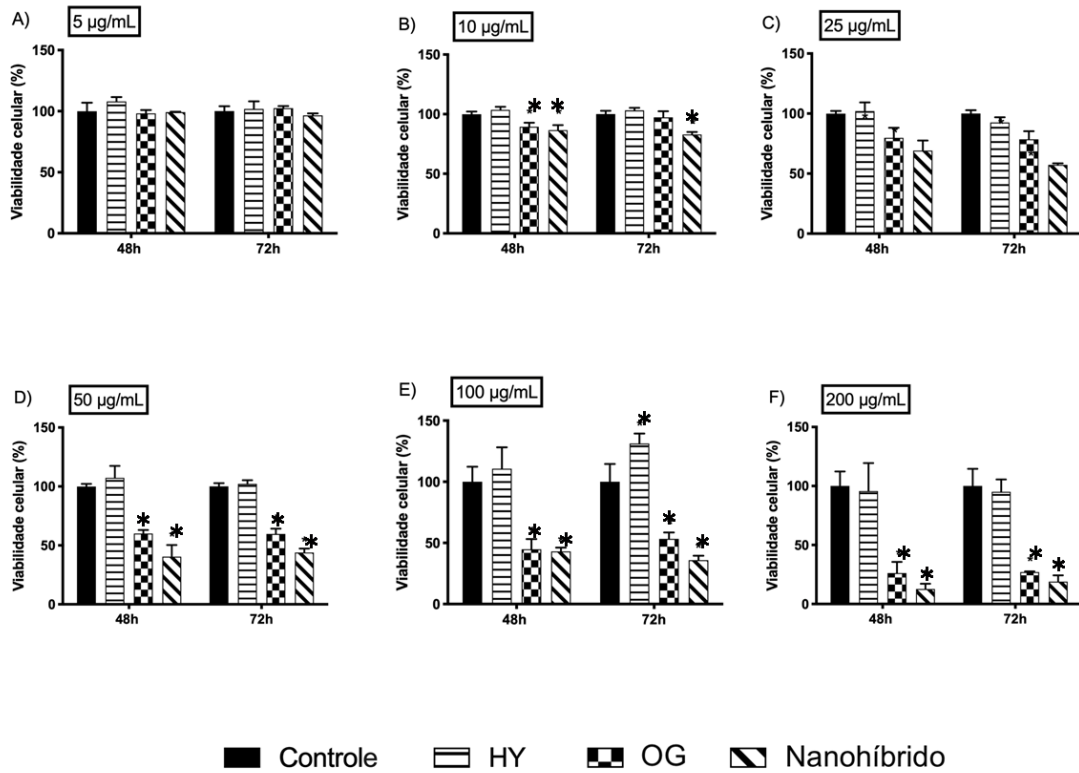 A) 5 µg/mL
B) 10 µg/mL
C) 25 µg/mL
Viabilidade celular (%)
150
100
50
0
48h 72h
Viabilidade celular (%)
150
100
50
0
* * *
48h 72h
Viabilidade celular (%)
150
100
50
0
48h 72h
D) 50 µg/mL
E) 100 µg/mL
F) 200 µg/mL
Viabilidade celular (%)
150
100
50
0
* * * *
48h 72h
Viabilidade celular (%)
150
100
50
0
* * * * *
48h 72h
Viabilidade celular (%)
150
100
50
0
* * * *
48h 72h
Controle HY OG Nanohíbrido